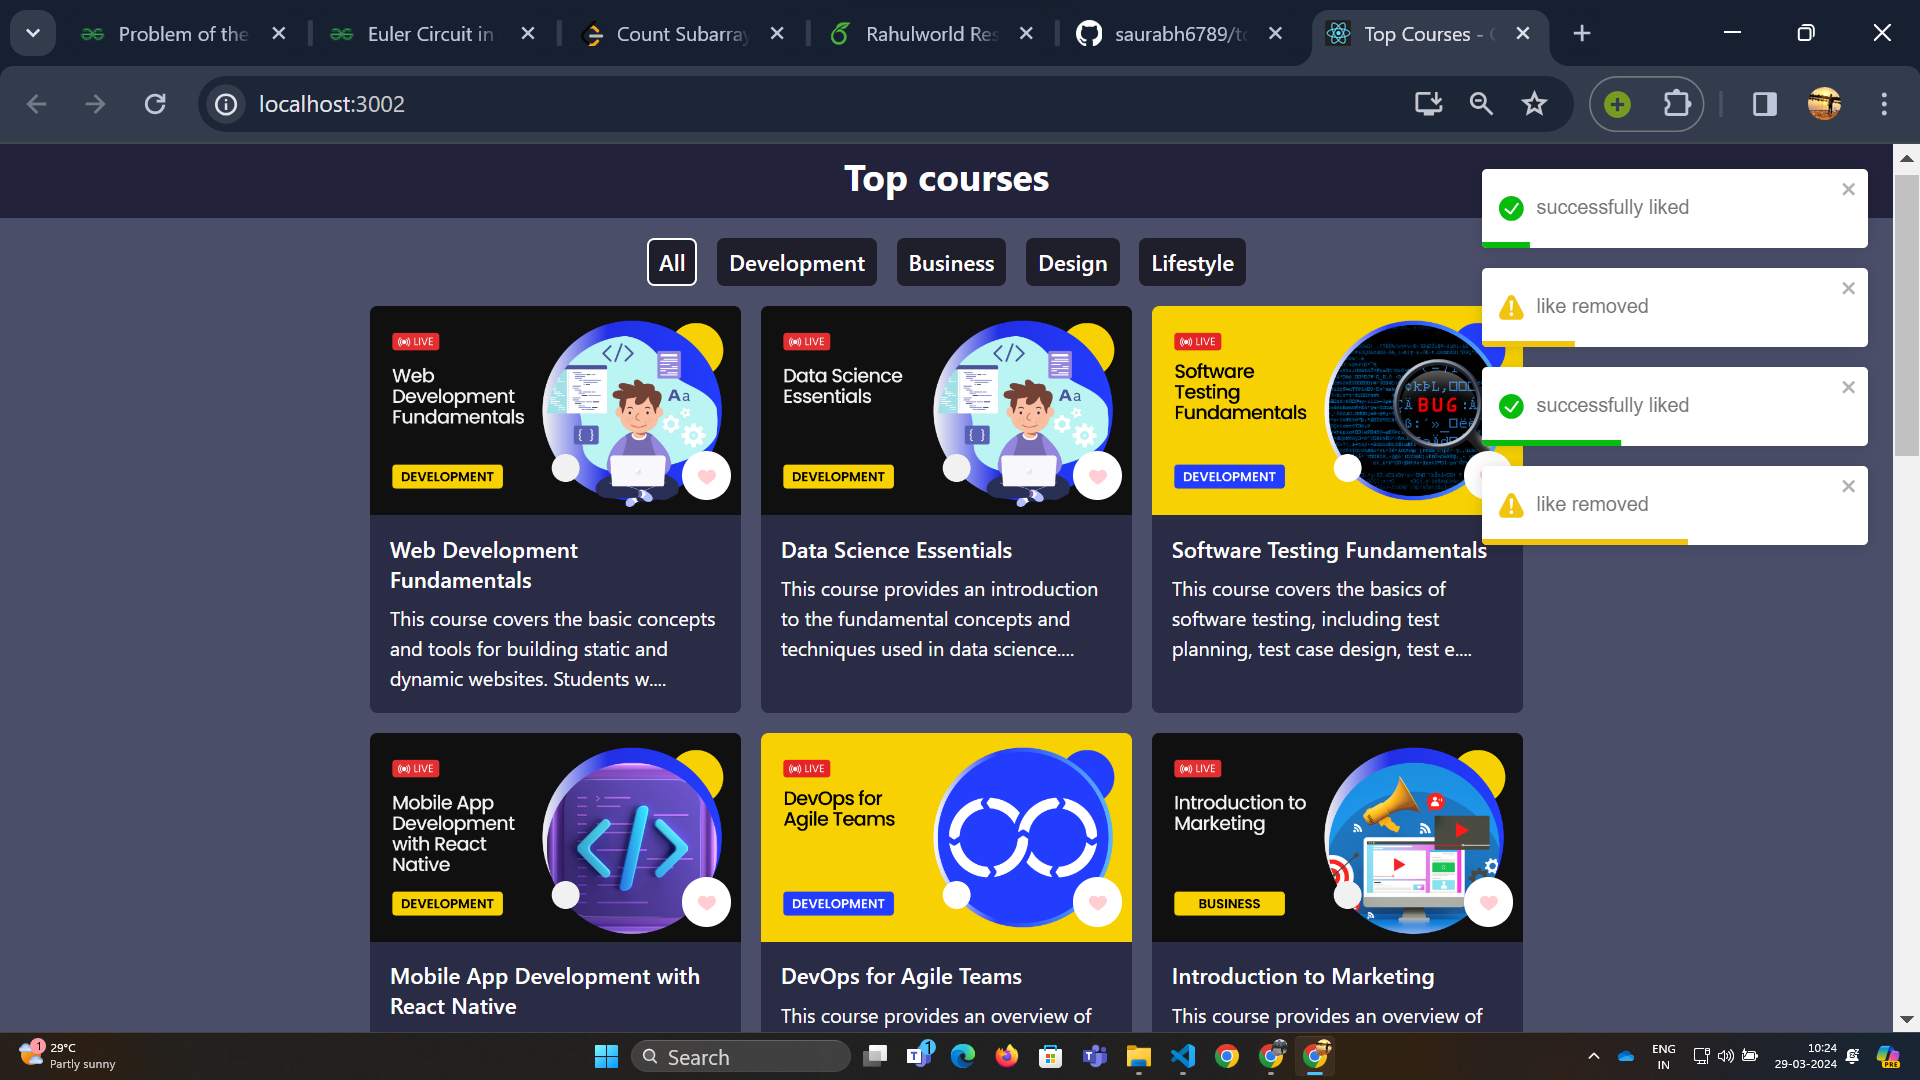 Problem of the
Euler Circuit in
Count Subarray
Rahulworld Res
saurabh6789/to
Top Courses -
localhost:3002
Top courses
All
Development
Business
Design
Lifestyle
successfully liked
like removed
successfully liked
like removed
LIVE
Web
Development
Fundamentals
DEVELOPMENT
Web Development
Fundamentals
This course covers the basic concepts
and tools for building static and
dynamic websites. Students w....
LIVE
Data Science
Essentials
DEVELOPMENT
Data Science Essentials
This course provides an introduction
to the fundamental concepts and
techniques used in data science....
LIVE
Software
Testing
Fundamentals
BUG
DEVELOPMENT
Software Testing Fundamentals
This course covers the basics of
software testing, including test
planning, test case design, test e....
LIVE
Mobile App
Development
with React
Native
DEVELOPMENT
Mobile App Development with
React Native
LIVE
DevOps for
Agile Teams
DEVELOPMENT
DevOps for Agile Teams
This course provides an overview of
LIVE
Introduction to
Marketing
BUSINESS
Introduction to Marketing
This course provides an overview of
1
29°C
Partly sunny
Search
1
ENG
IN
10:24
29-03-2024
PRE